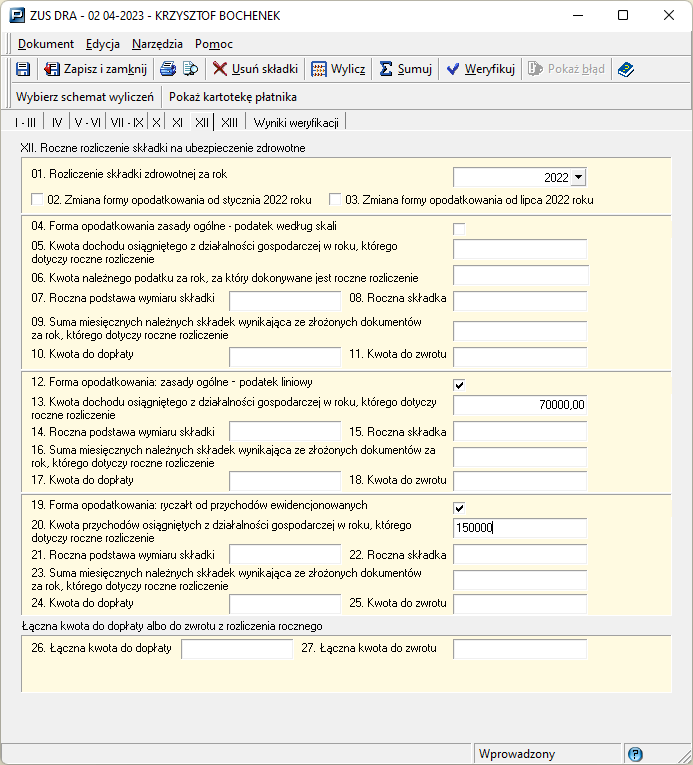 ZUS DRA - 02 04-2023 - KRZYSZTOF BOCHENEK
Dokument Edycja Narzędzia Pomoc
Zapisz i zamknij Usuń składki Wylicz Sumuj Weryfikuj Pokaż błąd
Wybierz schemat wyliczeń Pokaż kartotekę płatnika
I - III IV V - VI VII - IX X XI XII XIII Wyniki weryfikacji
XII. Roczne rozliczenie składki na ubezpieczenie zdrowotne
01. Rozliczenie składki zdrowotnej za rok 2022
02. Zmiana formy opodatkowania od stycznia 2022 roku 03. Zmiana formy opodatkowania od lipca 2022 roku
04. Forma opodatkowania zasady ogólne - podatek według skali
05. Kwota dochodu osiągniętego z działalności gospodarczej w roku, którego
dotyczy roczne rozliczenie
06. Kwota należnego podatku za rok, za który dokonywane jest roczne rozliczenie
07. Roczna podstawa wymiaru składki 08. Roczna składka
09. Suma miesięcznych należnych składek wynikająca ze złożonych dokumentów
za rok, którego dotyczy roczne rozliczenie
10. Kwota do dopłaty 11. Kwota do zwrotu
12. Forma opodatkowania: zasady ogólne - podatek liniowy
13. Kwota dochodu osiągniętego z działalności gospodarczej w roku, którego dotyczy
roczne rozliczenie 70000,00
14. Roczna podstawa wymiaru składki 15. Roczna składka
16. Suma miesięcznych należnych składek wynikająca ze złożonych dokumentów za
rok, którego dotyczy roczne rozliczenie
17. Kwota do dopłaty 18. Kwota do zwrotu
19. Forma opodatkowania: ryczałt od przychodów ewidencjonowanych
20. Kwota przychodów osiągniętych z działalności gospodarczej w roku, którego
dotyczy roczne rozliczenie 150000
21. Roczna podstawa wymiaru składki 22. Roczna składka
23. Suma miesięcznych należnych składek wynikająca ze złożonych dokumentów
za rok, którego dotyczy roczne rozliczenie
24. Kwota do dopłaty 25. Kwota do zwrotu
Łączna kwota do dopłaty albo do zwrotu z rozliczenia rocznego
26. Łączna kwota do dopłaty 27. Łączna kwota do zwrotu
Wprowadzony